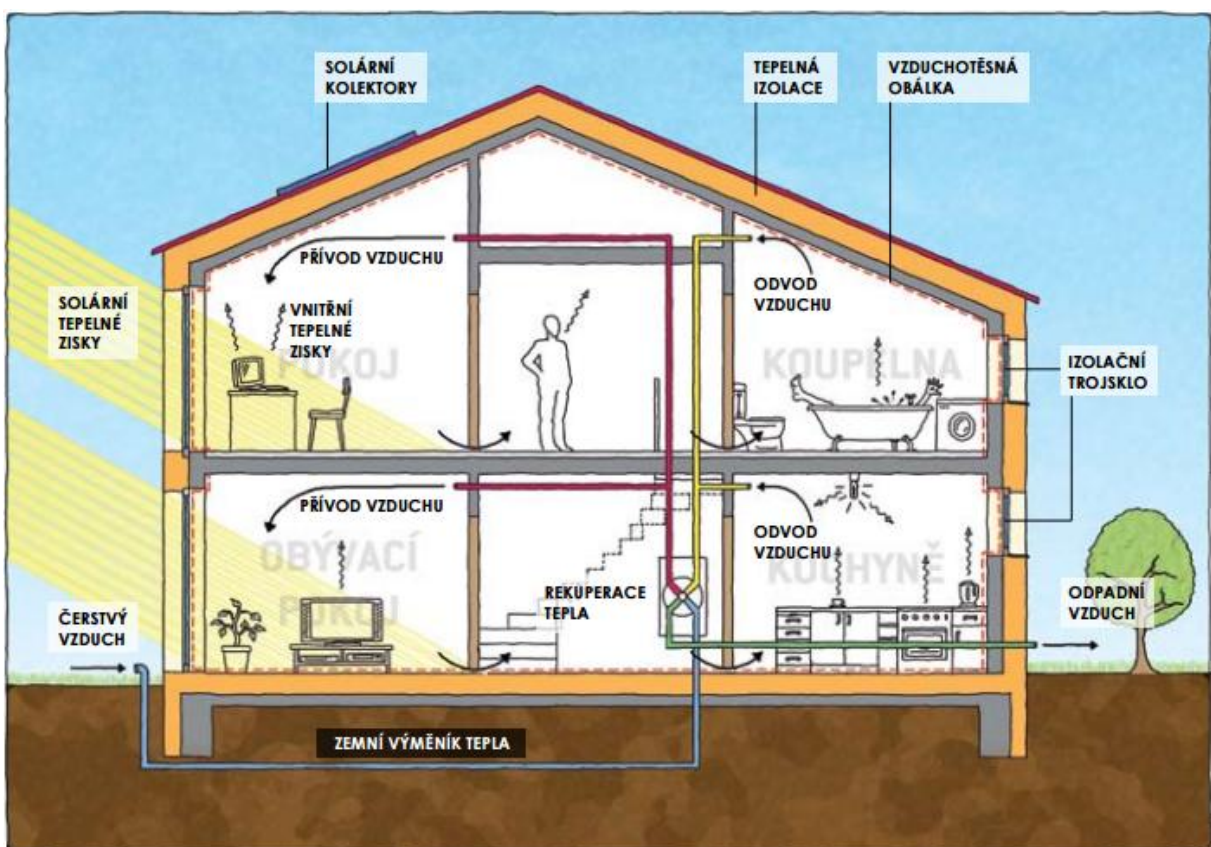 SOLÁRNÍ
KOLEKTORY
TEPELNÁ
IZOLACE
VZDUCHOTĚSNÁ
OBÁLKA
PŘÍVOD VZDUCHU
ODVOD
VZDUCHU
SOLÁRNÍ
TEPELNÉ
ZISKY
VNITŘNÍ
TEPELNÉ
ZISKY
POKOJ
KOUPELNA
IZOLAČNÍ
TROJSKLO
PŘÍVOD VZDUCHU
ODVOD
VZDUCHU
OBÝVACÍ
POKOJ
KUCHYNĚ
REKUPERACE
TEPLA
ČERSTVÝ
VZDUCH
ODPADNÍ
VZDUCH
ZEMNÍ VÝMĚNÍK TEPLA